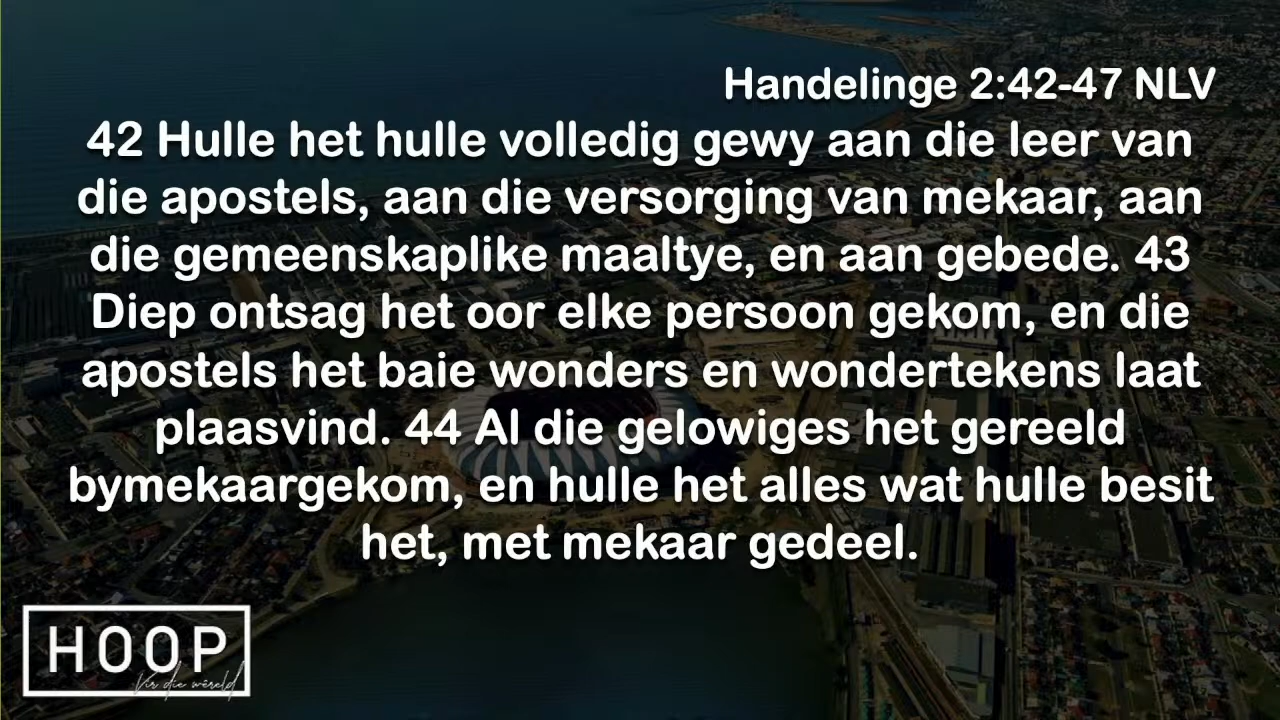 Handelinge 2:42-47 NLV
42 Hulle het hulle volledig gewy aan die leer van
die apostels, aan die versorging van mekaar, aan
die gemeenskaplike maaltye, en aan gebede. 43
Diep ontsag het oor elke persoon gekom, en die
apostels het baie wonders en wondertekens laat
plaasvind. 44 Al die gelowiges het gereeld
bymekaargekom, en hulle het alles wat hulle besit
het, met mekaar gedeel.
HOOP
Vir die wêreld